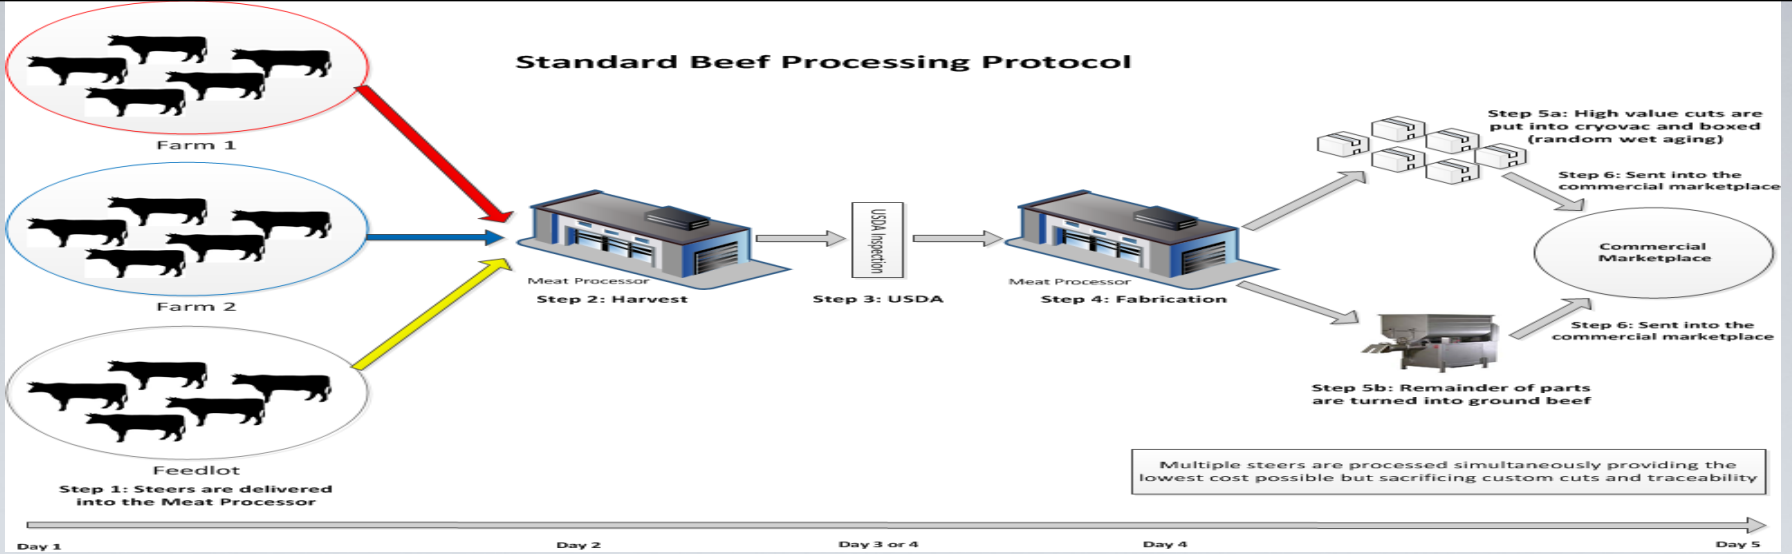 Standard Beef Processing Protocol
Farm 1
Farm 2
Feedlot
Step 1: Steers are delivered
into the Meat Processor
Meat Processor
Step 2: Harvest
USDA Inspection
Step 3: USDA
Meat Processor
Step 4: Fabrication
Step 5a: High value cuts are
put into cryovac and boxed
(random wet aging)
Step 6: Sent into the
commercial marketplace
Commercial
Marketplace
Step 6: Sent into the
commercial marketplace
Step 5b: Remainder of parts
are turned into ground beef
Multiple steers are processed simultaneously providing the
lowest cost possible but sacrificing custom cuts and traceability
Day 1
Day 2
Day 3 or 4
Day 4
Day 5